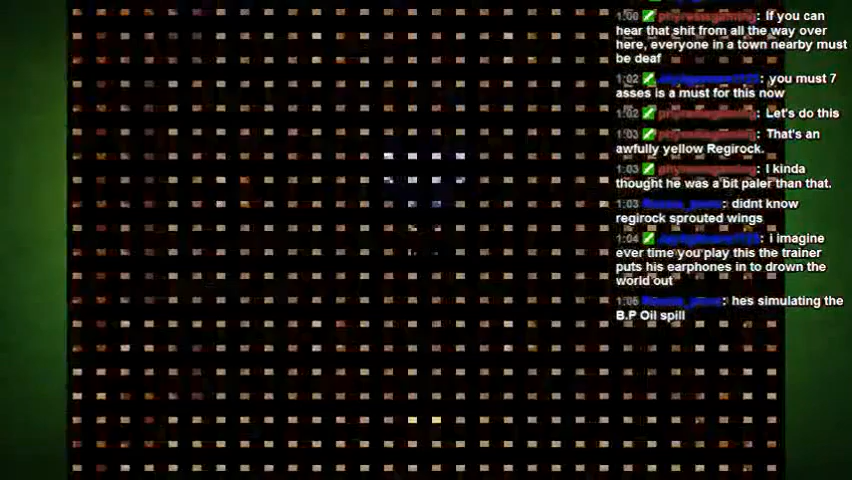 1:00 : If you can
hear that shit from all the way over
here, everyone in a town nearby must
be deaf
1:02 : you must 7
asses is a must for this now
1:02 : Let's do this
1:03 : That's an
awfully yellow Regirock.
1:03 : I kinda
thought he was a bit paler than that.
1:03 : didnt know
regirock sprouted wings
1:04 : i imagine
ever time you play this the trainer
puts his earphones in to drown the
world out
1:05 : hes simulating the
B.P Oil spill